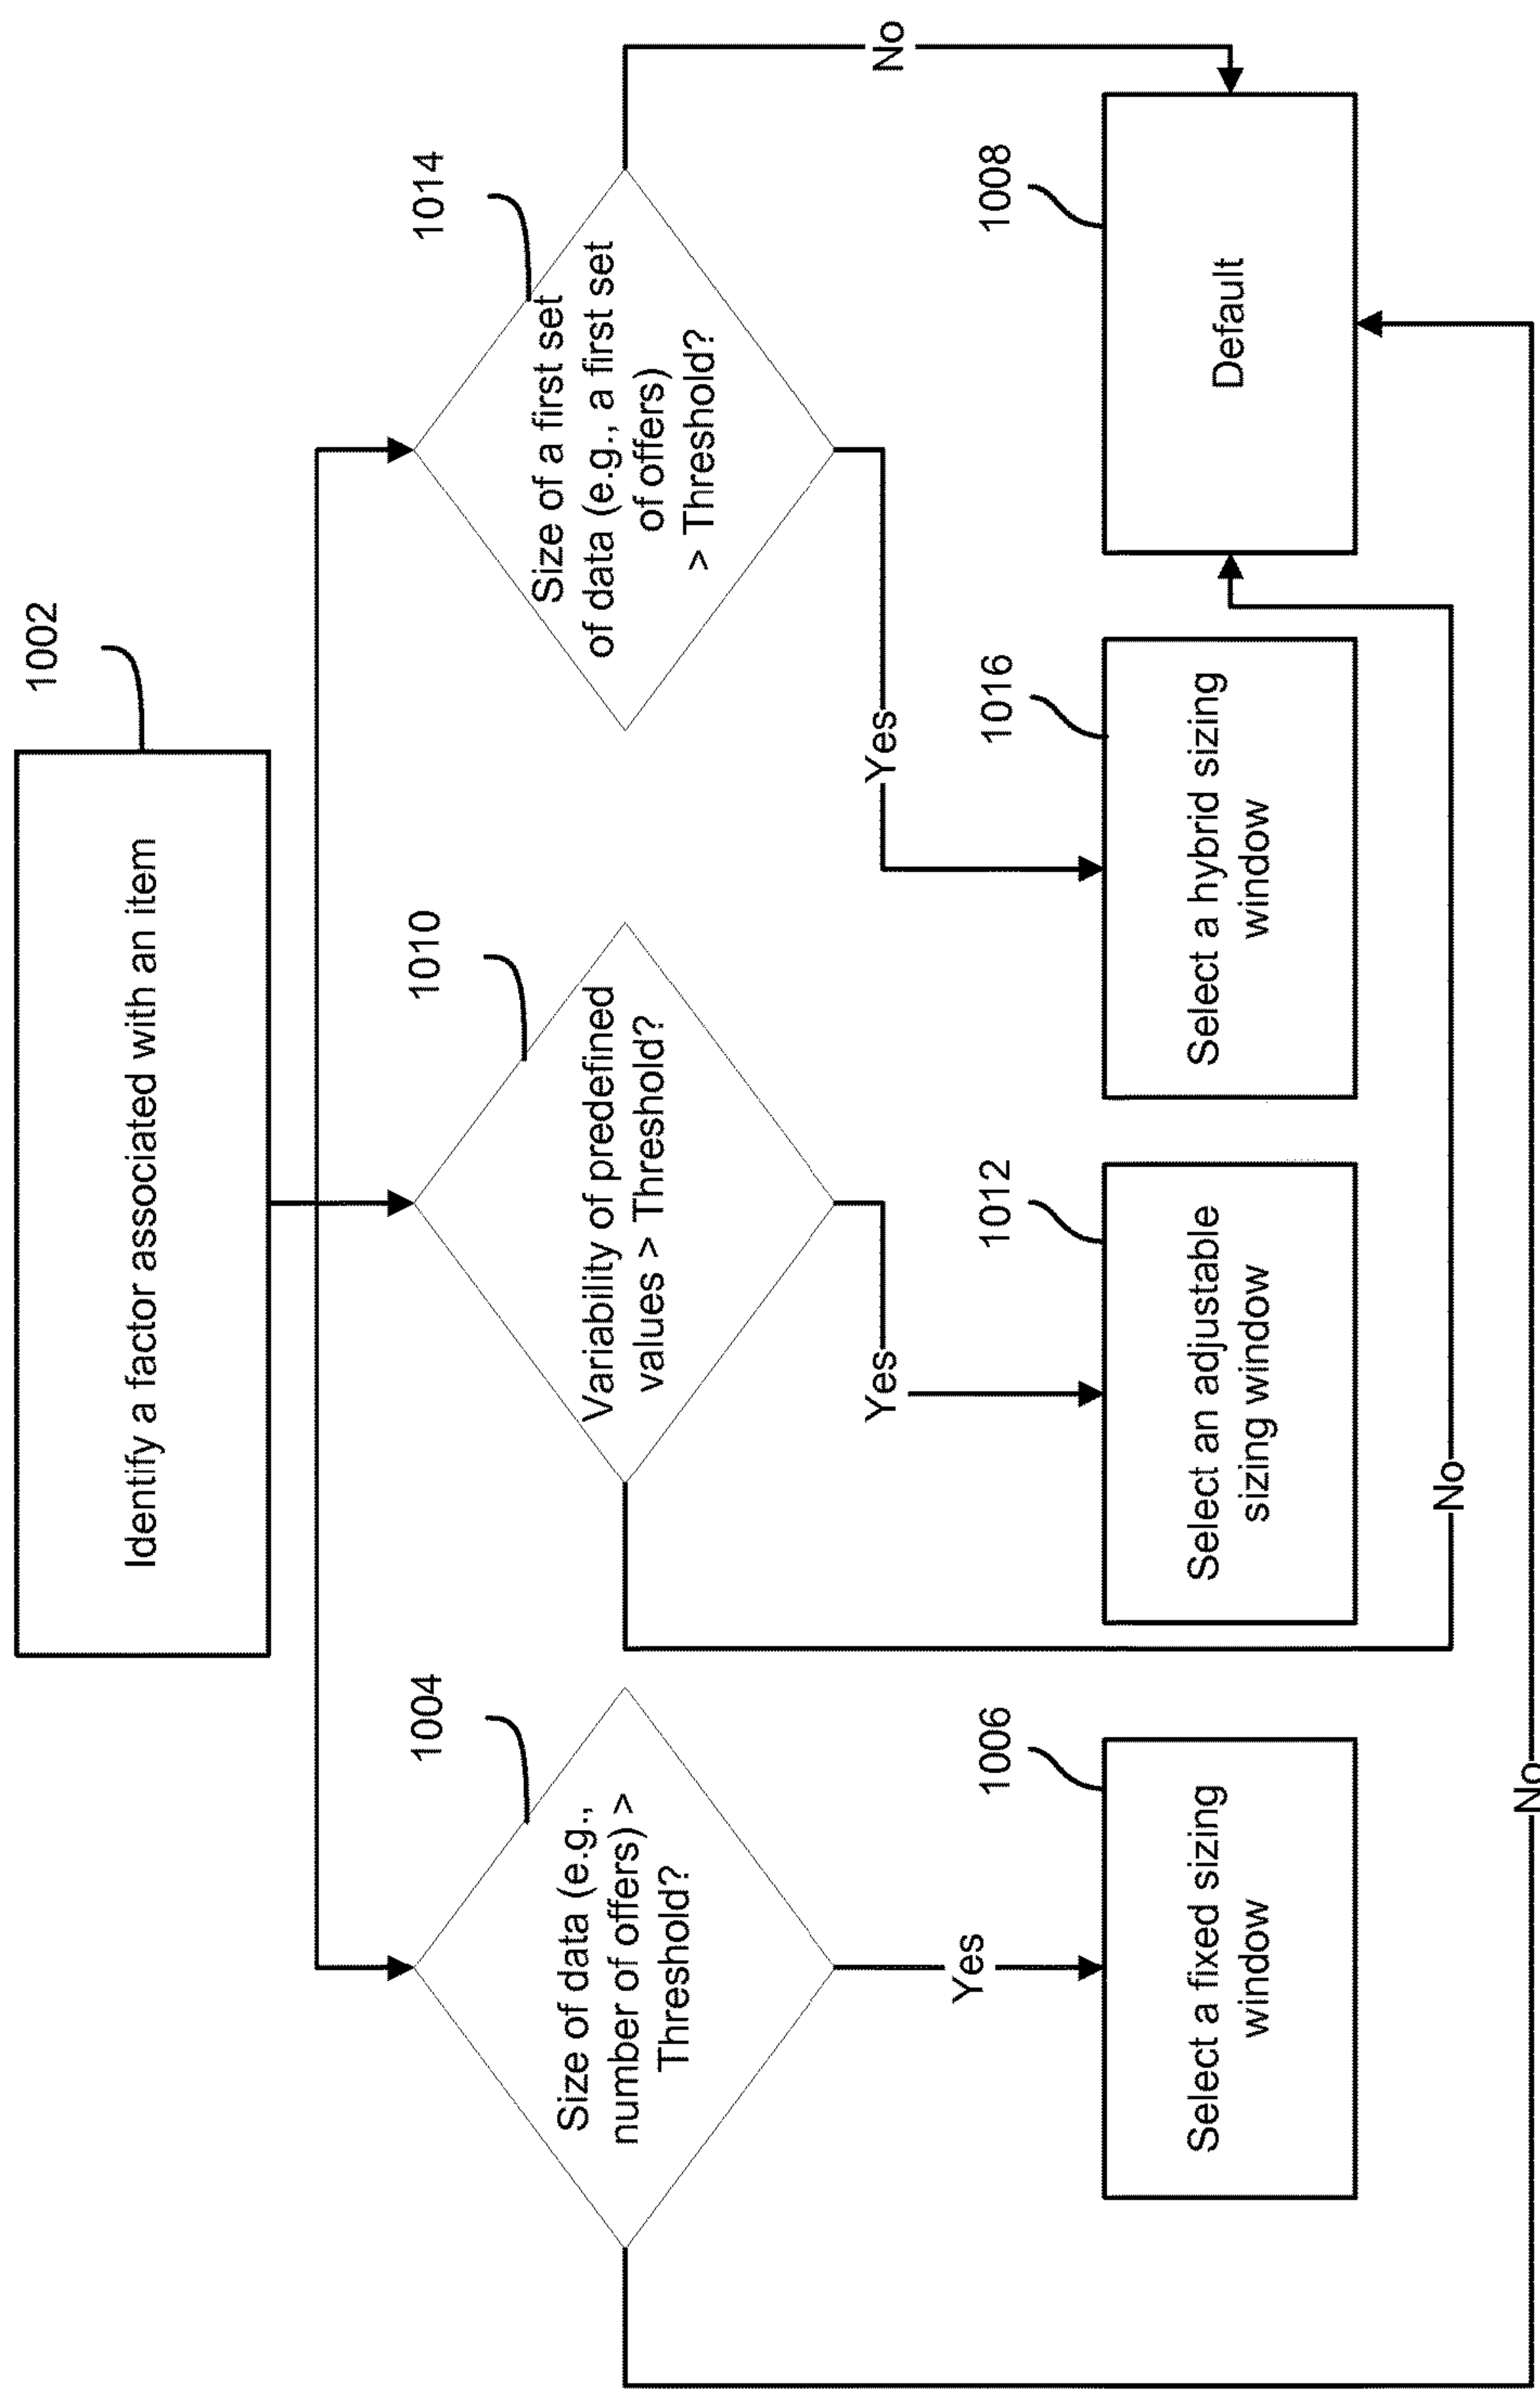 1002
Identify a factor associated with an item
1004
Size of data (e.g.,
number of offers) >
Threshold?
1010
Variability of predefined
values > Threshold?
1014
Size of a first set
of data (e.g., a first set
of offers)
> Threshold?
Yes
Yes
Yes
No
1006
Select a fixed sizing
window
1012
Select an adjustable
sizing window
1016
Select a hybrid sizing
window
1008
Default
No
No